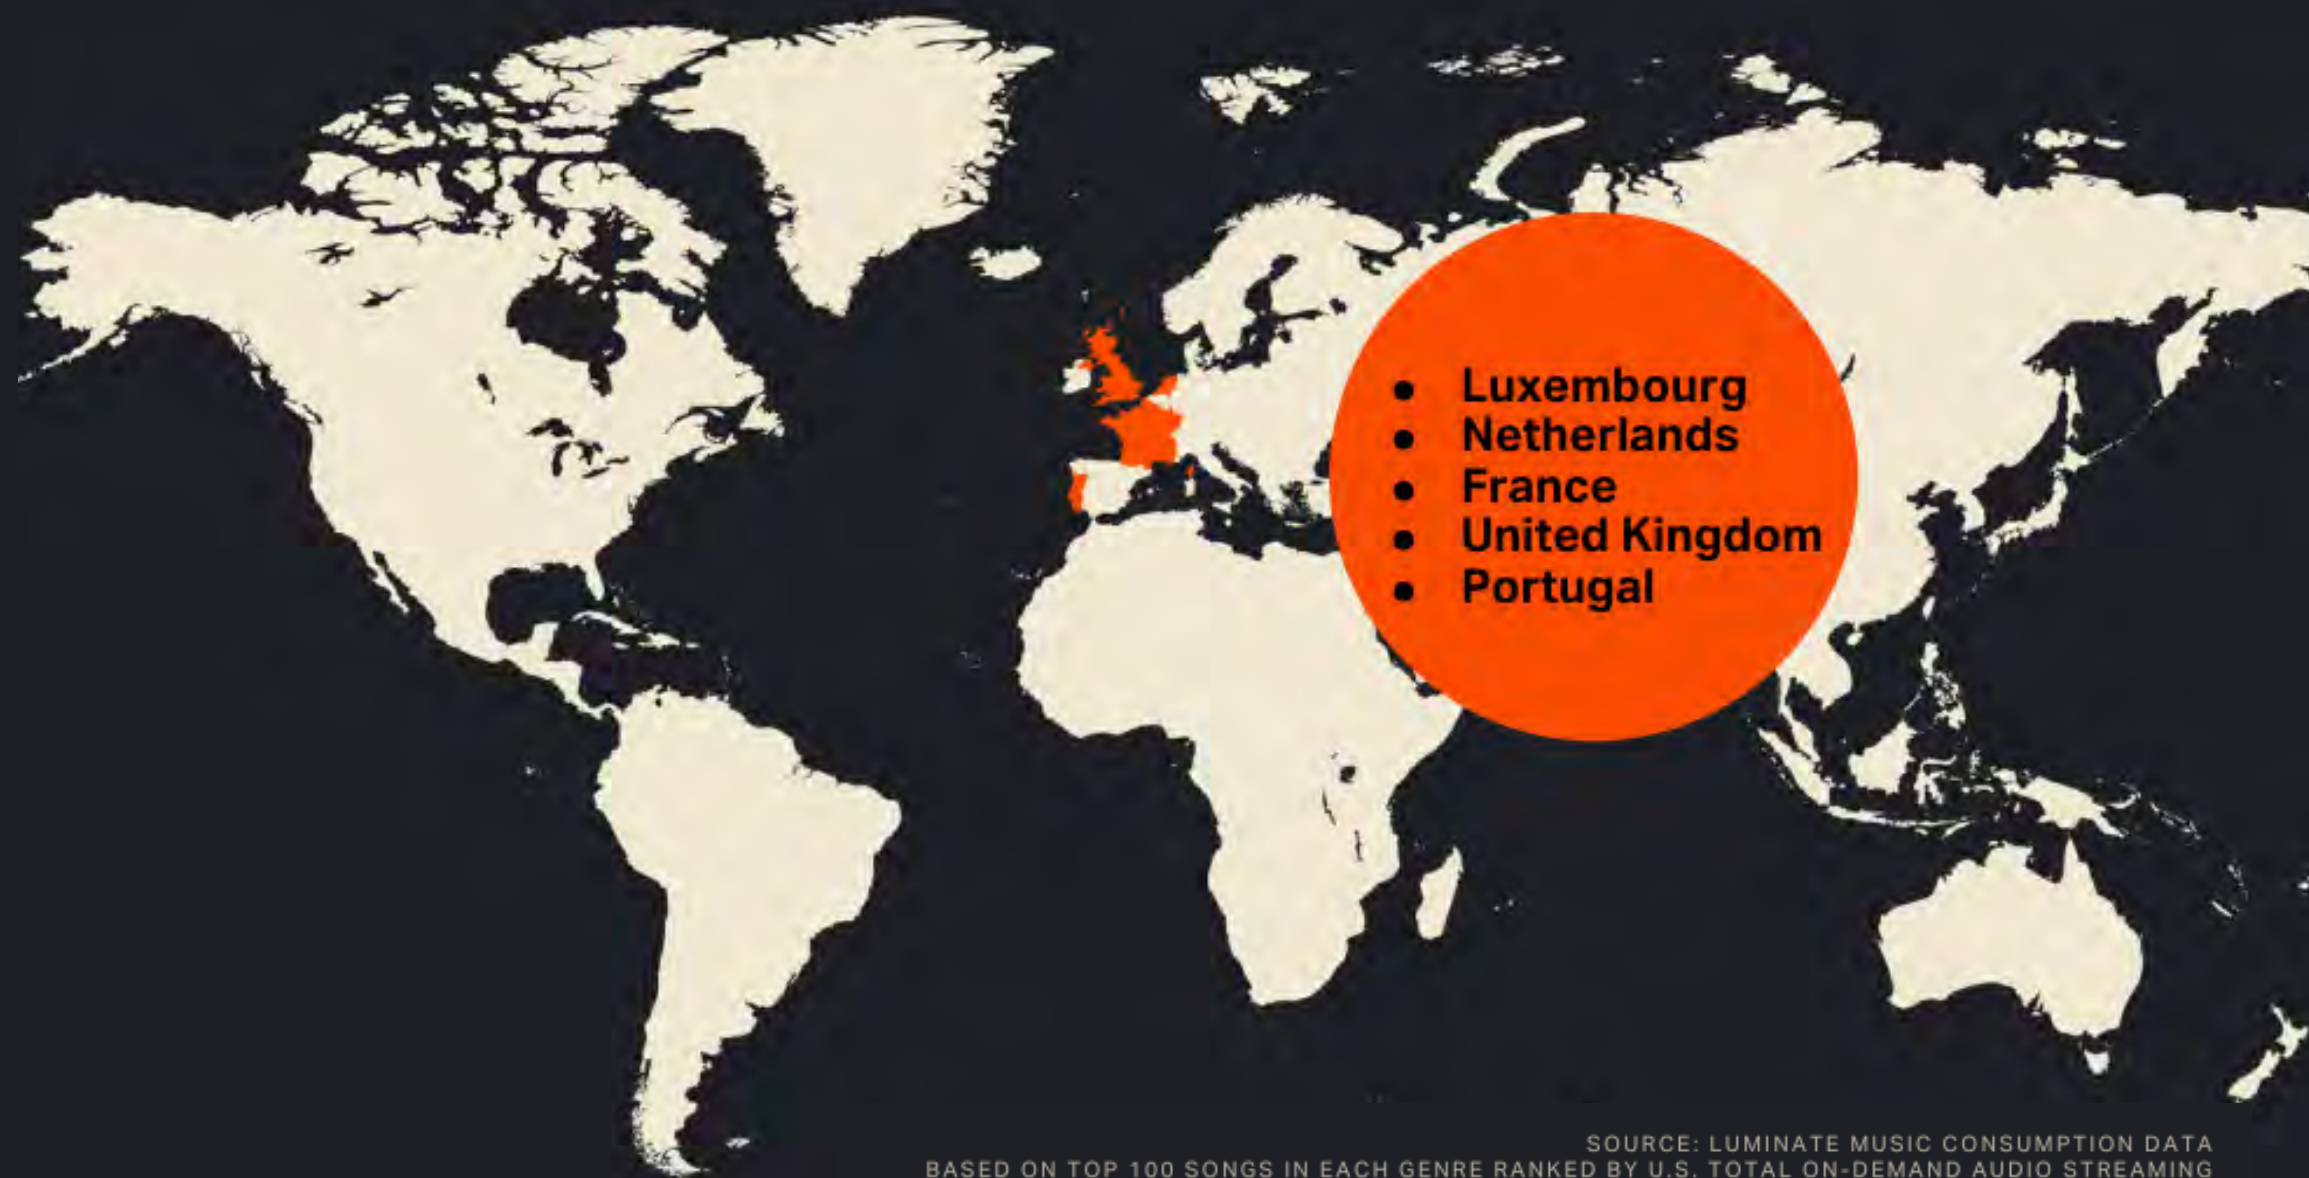 • Luxembourg
• Netherlands
• France
• United Kingdom
• Portugal
SOURCE: LUMINATE MUSIC CONSUMPTION DATA
BASED ON TOP 100 SONGS IN EACH GENRE RANKED BY U.S. TOTAL ON-DEMAND AUDIO STREAMING